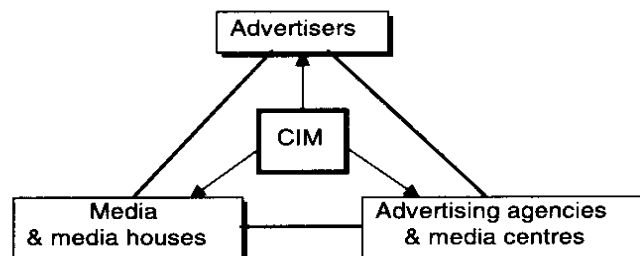 Advertisers
CIM
Media
& media houses
Advertising agencies
& media centres